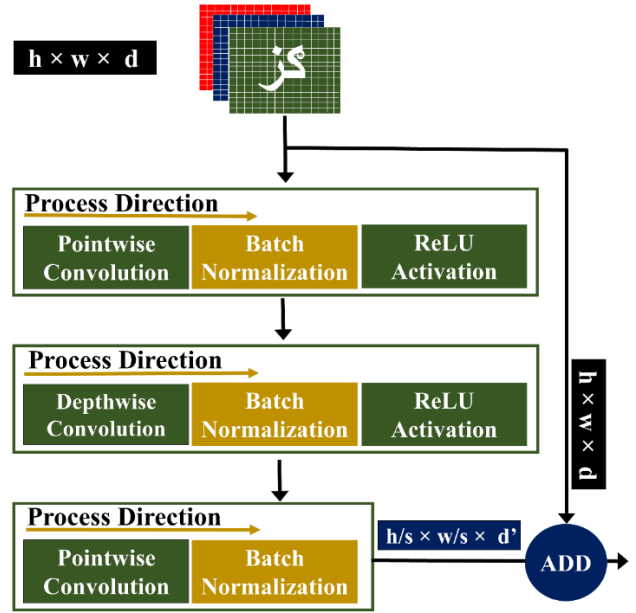 h × w × d
گز
Process Direction
Pointwise Convolution
Batch Normalization
ReLU Activation
Process Direction
Depthwise Convolution
Batch Normalization
ReLU Activation
h × w × d
Process Direction
Pointwise Convolution
Batch Normalization
h/s × w/s × d’
ADD